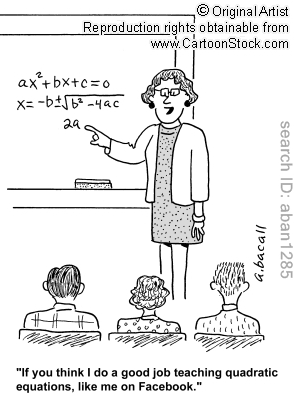 © Original Artist
Reproduction rights obtainable from
www.CartoonStock.com
ax²+bx+c=0
x=-b±√b²-4ac
2a
search ID: aban1285
a.bacall
"If you think I do a good job teaching quadratic
equations, like me on Facebook."